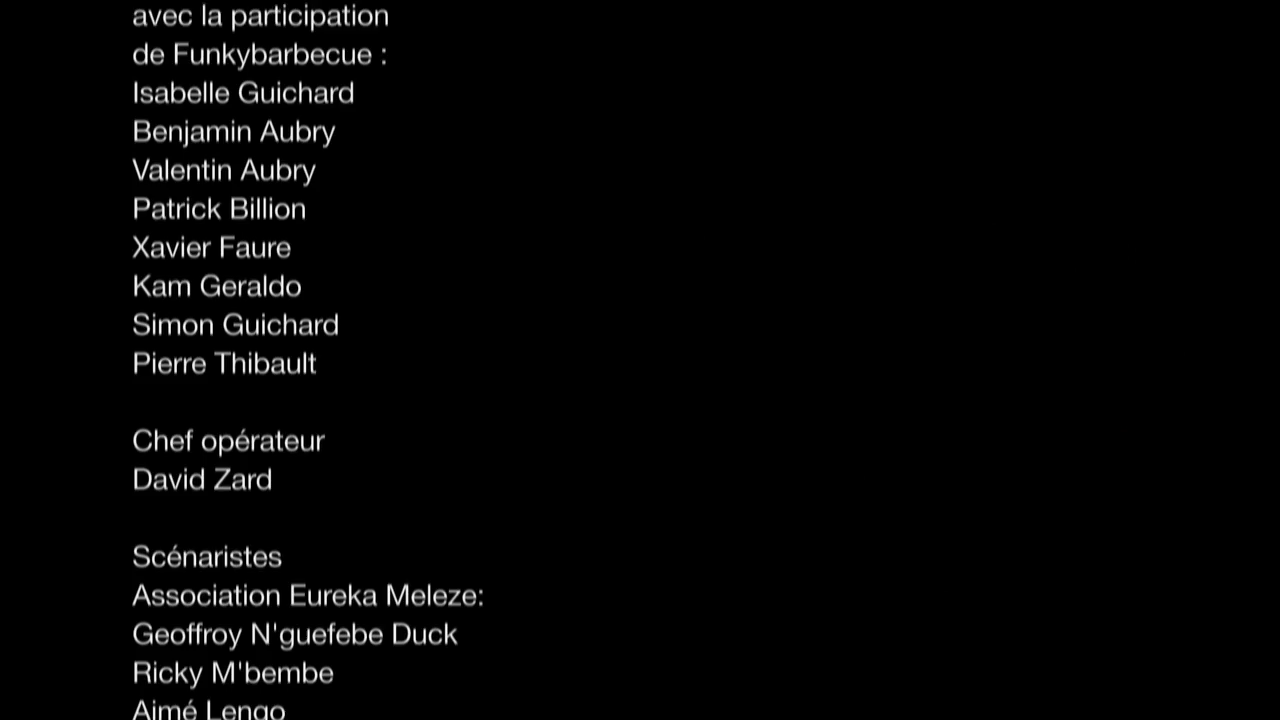 avec la participation
de Funkybarbecue :
Isabelle Guichard
Benjamin Aubry
Valentin Aubry
Patrick Billion
Xavier Faure
Kam Geraldo
Simon Guichard
Pierre Thibault
Chef opérateur
David Zard
Scénaristes
Association Eureka Meleze:
Geoffroy N'guefebe Duck
Ricky M'bembe
Aimé Lengo